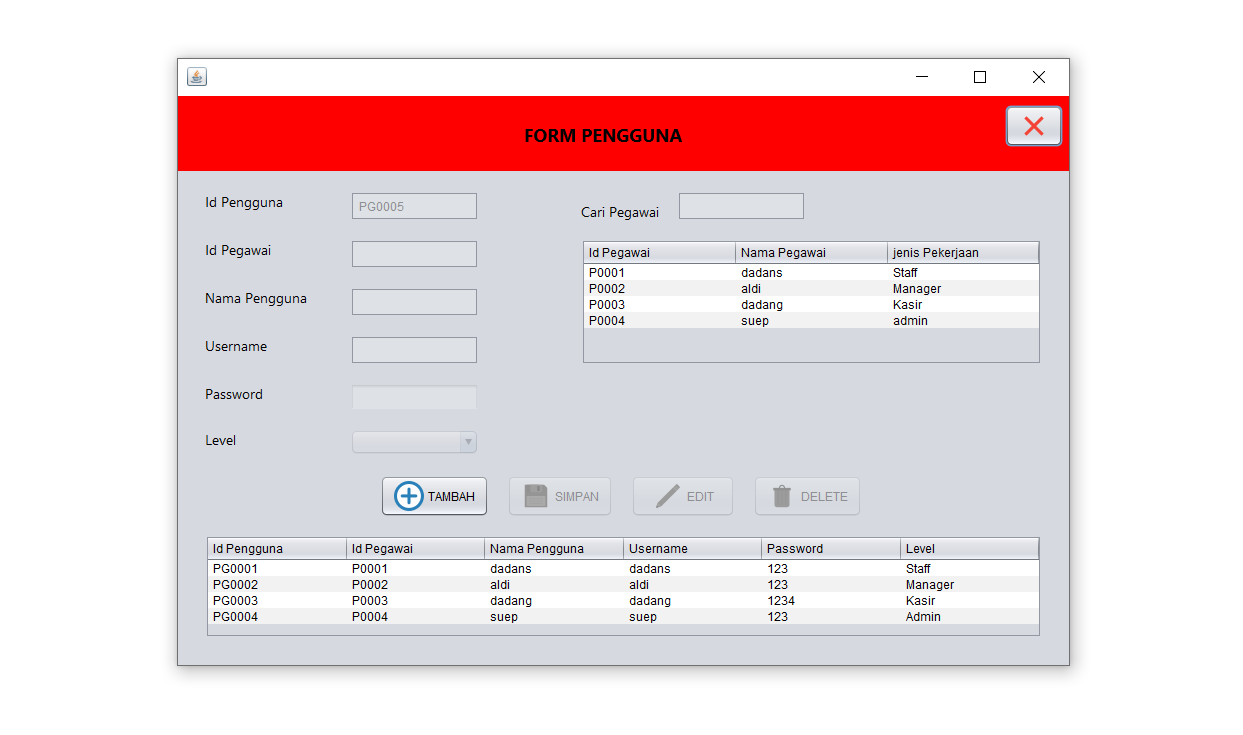 FORM PENGGUNA
Id Pengguna PG0005
Id Pegawai
Nama Pengguna
Username
Password
Level
Cari Pegawai
Id Pegawai Nama Pegawai jenis Pekerjaan
P0001 dadans Staff
P0002 aldi Manager
P0003 dadang Kasir
P0004 suep admin
TAMBAH SIMPAN EDIT DELETE
Id Pengguna Id Pegawai Nama Pengguna Username Password Level
PG0001 P0001 dadans dadans 123 Staff
PG0002 P0002 aldi aldi 123 Manager
PG0003 P0003 dadang dadang 1234 Kasir
PG0004 P0004 suep suep 123 Admin